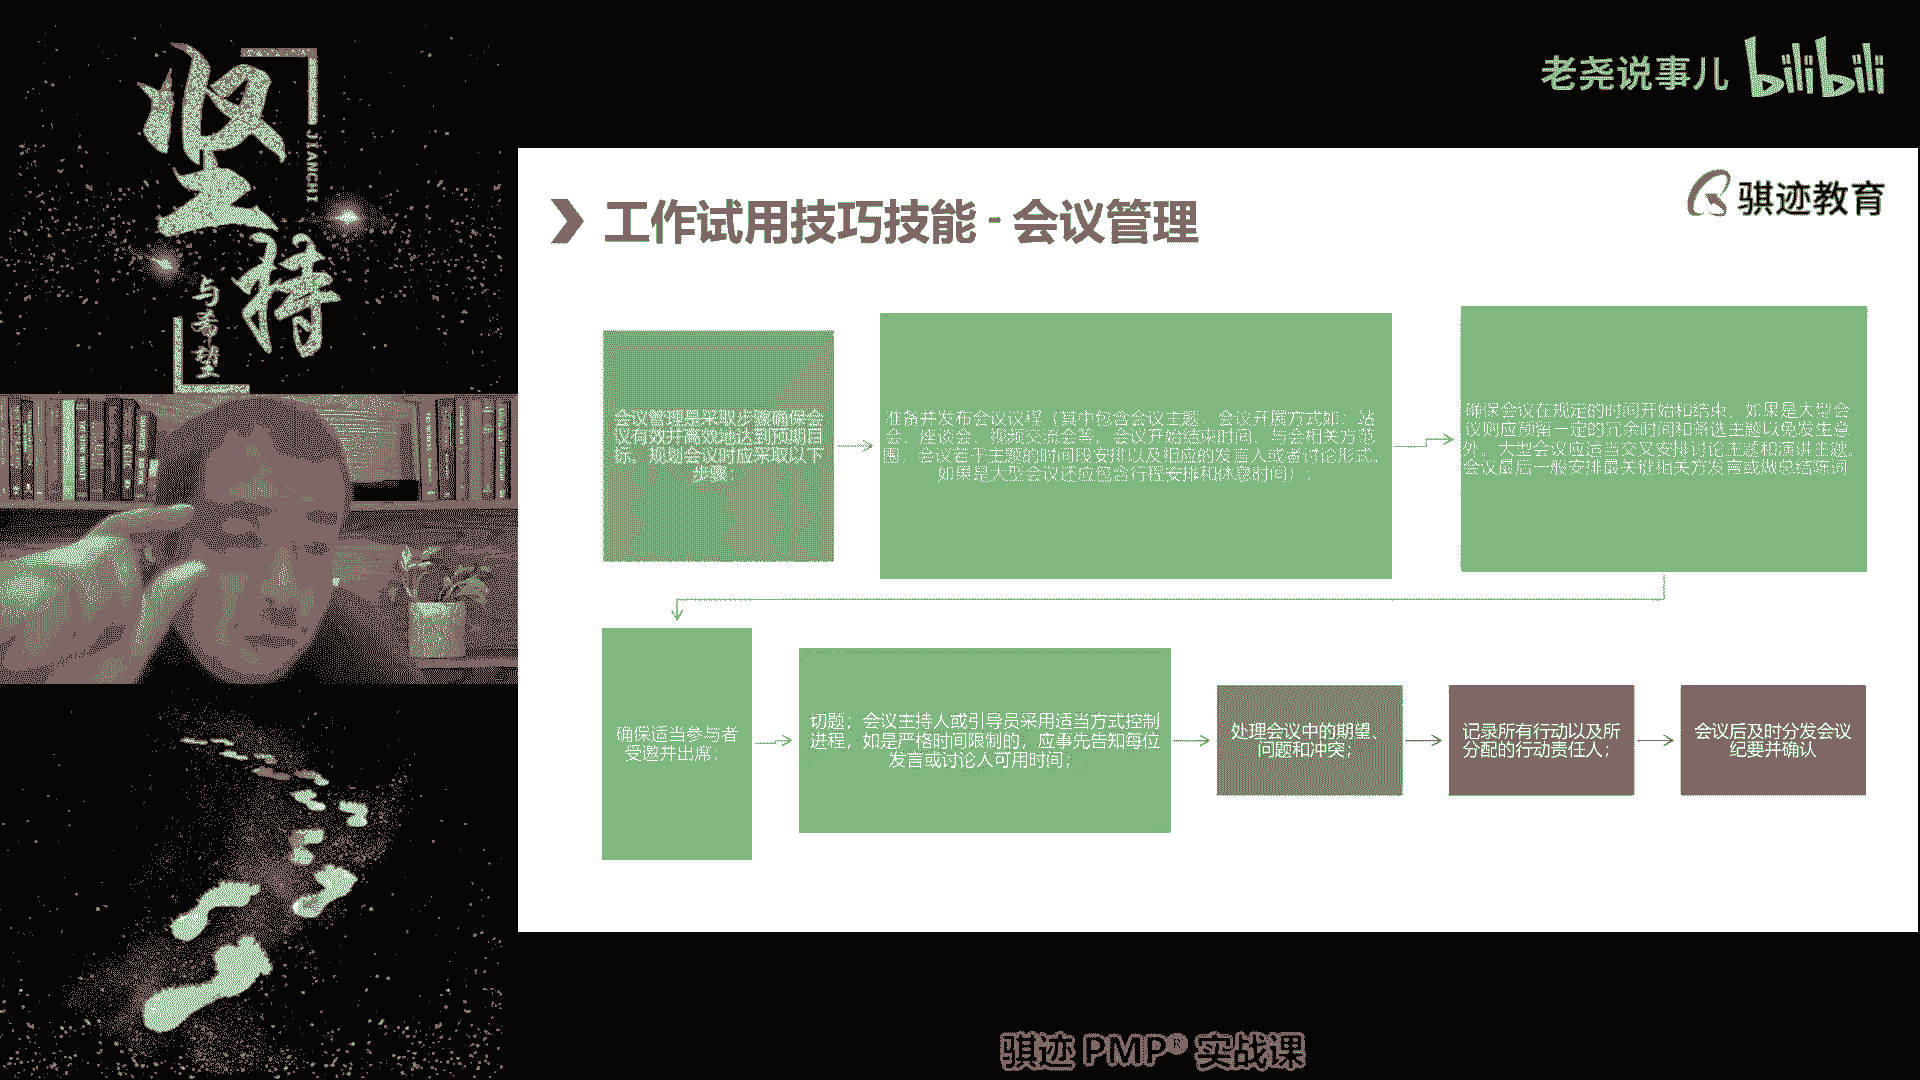 坚持
JIANCHI
与希望
老尧说事儿 bilibili
骐迹教育
工作试用技巧技能 - 会议管理
会议管理是采取步骤确保会
议有效并高效地达到预期目
标。规划会议时应采取以下
步骤：
准备并发布会议议程（其中包含会议主题、会议开展方式如：站
会、座谈会、视频交流会等、会议开始结束时间、与会相关方范
围、会议若干主题的时间段安排以及相应的发言人或者讨论形式。
如果是大型会议还应包含行程安排和休息时间）；
确保会议在规定的时间开始和结束，如果是大型会
议则应预留一定的冗余时间和备选主题以免发生意
外。大型会议应适当交叉安排讨论主题和演讲主题。
会议最后一般安排最关键相关方发言或做总结陈词
确保适当参与者
受邀并出席；
切题；会议主持人或引导员采用适当方式控制
进程，如是严格时间限制的，应事先告知每位
发言或讨论人可用时间；
处理会议中的期望、
问题和冲突；
记录所有行动以及所
分配的行动责任人；
会议后及时分发会议
纪要并确认
骐迹 PMP® 实战课